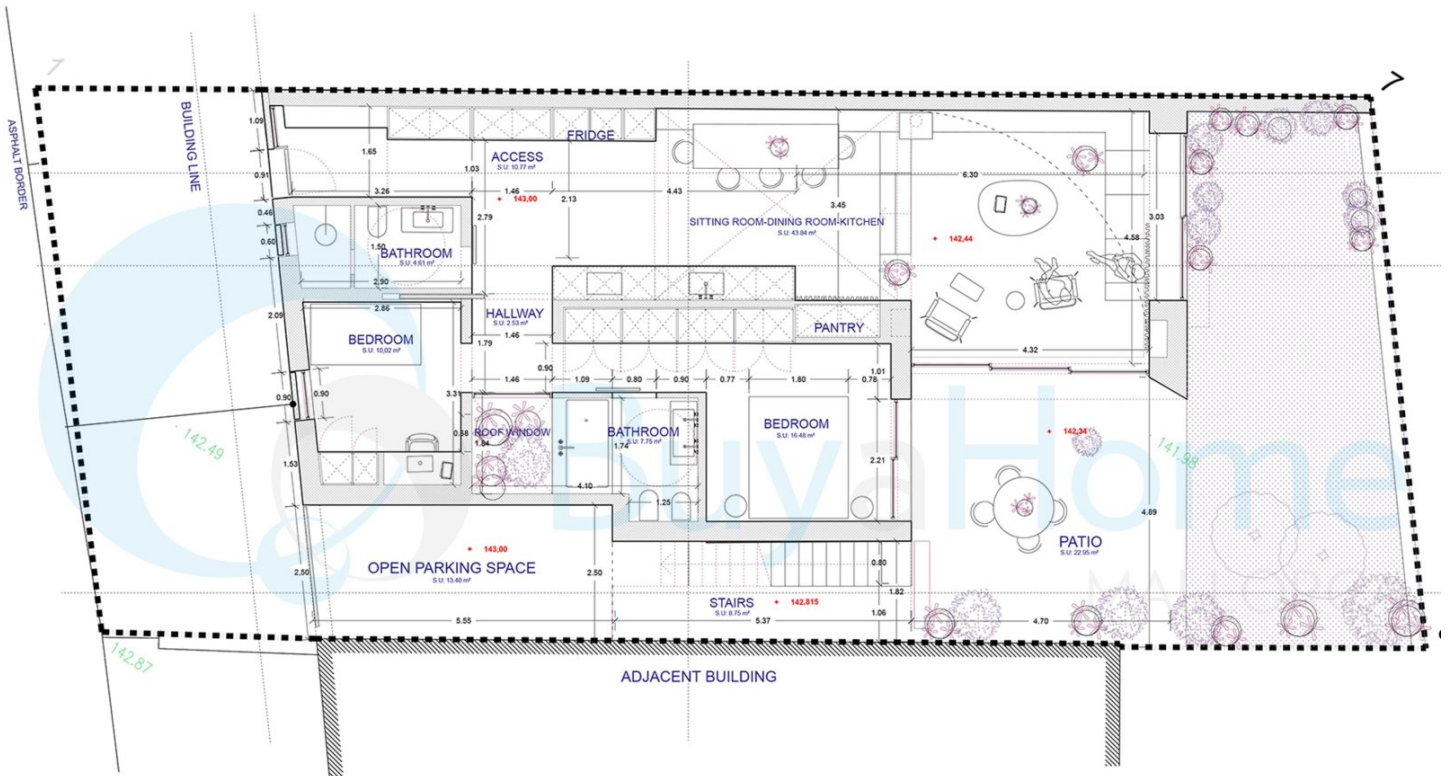 1
1
ASPHALT BORDER
BUILDING LINE
1.09
0.91
0.46
0.60
2.09
0.90
1.53
2.50
1.65
FRIDGE
ACCESS
S.U: 10.77 m²
1.03
3.26
1.46
4.43
6.30
143,00
2.79
2.13
3.45
3.03
SITTING ROOM-DINING ROOM-KITCHEN
S.U: 43.84 m²
142,44
4.58
1.50
BATHROOM
S.U: 4.61 m²
2.90
2.86
HALLWAY
S.U: 2.53 m²
1.46
PANTRY
BEDROOM
S.U: 10,02 m²
1.79
0.90
4.32
1.01
1.46
1.09
0.80
0.90
0.77
1.80
0.78
0.90
3.31
0.68
1.84
ROOF WINDOW
1.74
BATHROOM
S.U: 7.75 m²
BEDROOM
S.U: 16.48 m²
2.21
142,34
142.49
141.98
4.10
1.25
4.89
BuyaHome
PATIO
S.U: 22.95 m²
143,00
OPEN PARKING SPACE
S.U: 13.40 m²
2.50
0.80
1.82
STAIRS
S.U: 8.75 m²
142,815
1.06
5.55
5.37
4.70
142.87
ADJACENT BUILDING